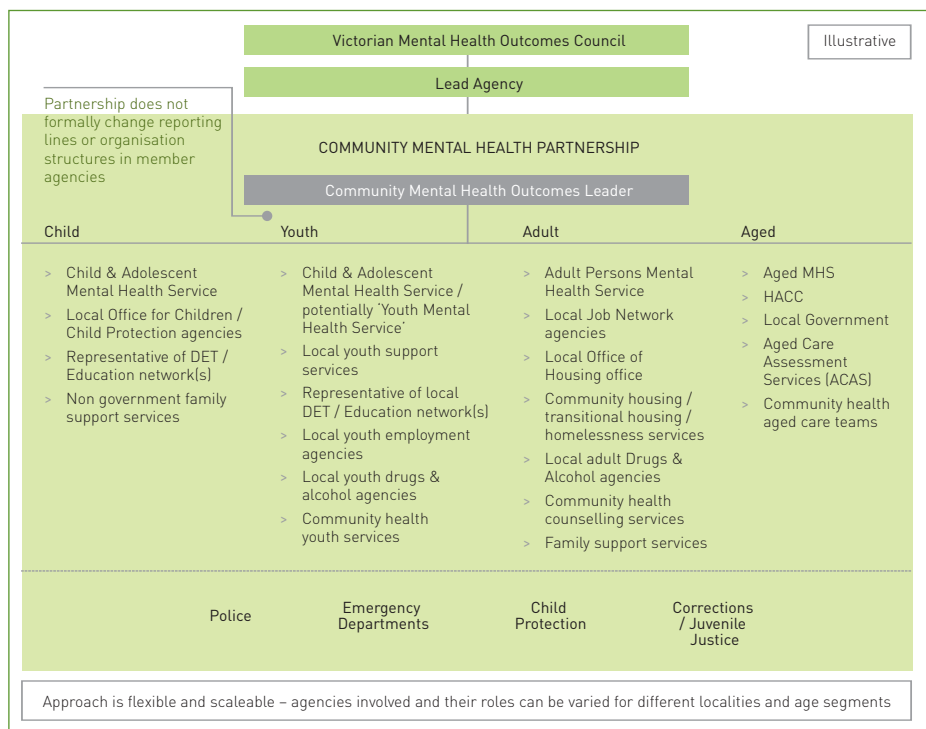 Victorian Mental Health Outcomes Council
Illustrative
Lead Agency
Partnership does not
formally change reporting
lines or organisation
structures in member
agencies
COMMUNITY MENTAL HEALTH PARTNERSHIP
Community Mental Health Outcomes Leader
Child
> Child & Adolescent
Mental Health Service
> Local Office for Children /
Child Protection agencies
> Representative of DET /
Education network(s)
> Non government family
support services
Youth
> Child & Adolescent
Mental Health Service /
potentially ‘Youth Mental
Health Service’
> Local youth support
services
> Representative of local
DET / Education network(s)
> Local youth employment
agencies
> Local youth drugs &
alcohol agencies
> Community health
youth services
Adult
> Adult Persons Mental
Health Service
> Local Job Network
agencies
> Local Office of
Housing office
> Community housing /
transitional housing /
homelessness services
> Local adult Drugs &
Alcohol agencies
> Community health
counselling services
> Family support services
Aged
> Aged MHS
> HACC
> Local Government
> Aged Care
Assessment
Services (ACAS)
> Community health
aged care teams
Police
Emergency
Departments
Child
Protection
Corrections
/ Juvenile
Justice
Approach is flexible and scaleable – agencies involved and their roles can be varied for different localities and age segments